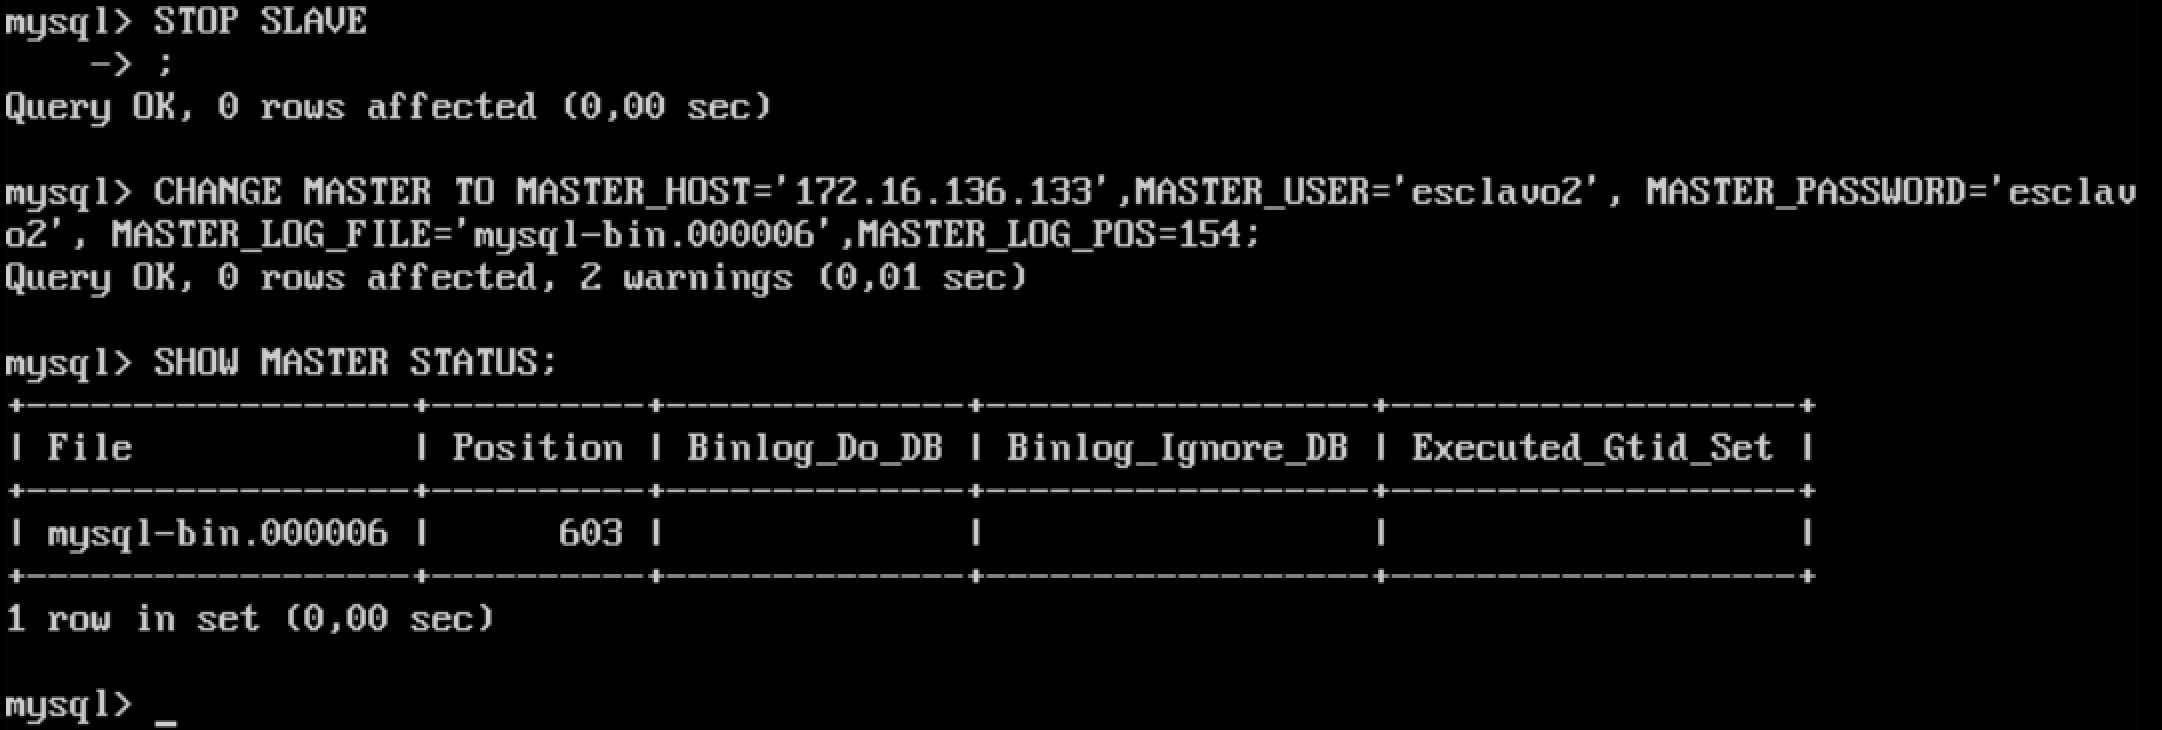 mysql> STOP SLAVE
    -> ;
Query OK, 0 rows affected (0,00 sec)

mysql> CHANGE MASTER TO MASTER_HOST='172.16.136.133',MASTER_USER='esclavo2', MASTER_PASSWORD='esclav
o2', MASTER_LOG_FILE='mysql-bin.000006',MASTER_LOG_POS=154;
Query OK, 0 rows affected, 2 warnings (0,01 sec)

mysql> SHOW MASTER STATUS;
+------------------+----------+--------------+------------------+-------------------+
| File             | Position | Binlog_Do_DB | Binlog_Ignore_DB | Executed_Gtid_Set |
+------------------+----------+--------------+------------------+-------------------+
| mysql-bin.000006 |      603 |              |                  |                   |
+------------------+----------+--------------+------------------+-------------------+
1 row in set (0,00 sec)

mysql> _